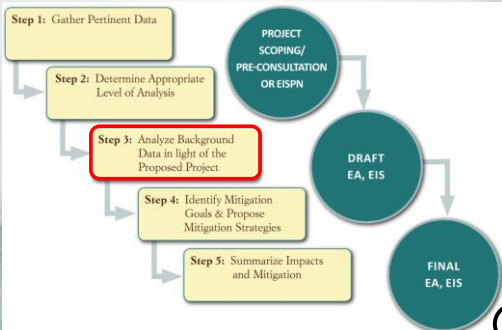 Step 1: Gather Pertinent Data
Step 2: Determine Appropriate
Level of Analysis
Step 3: Analyze Background
Data in light of the
Proposed Project
Step 4: Identify Mitigation
Goals & Propose
Mitigation Strategies
Step 5: Summarize Impacts
and Mitigation
PROJECT
SCOPING/
PRE-CONSULTATION
OR EISPN
DRAFT
EA, EIS
FINAL
EA, EIS